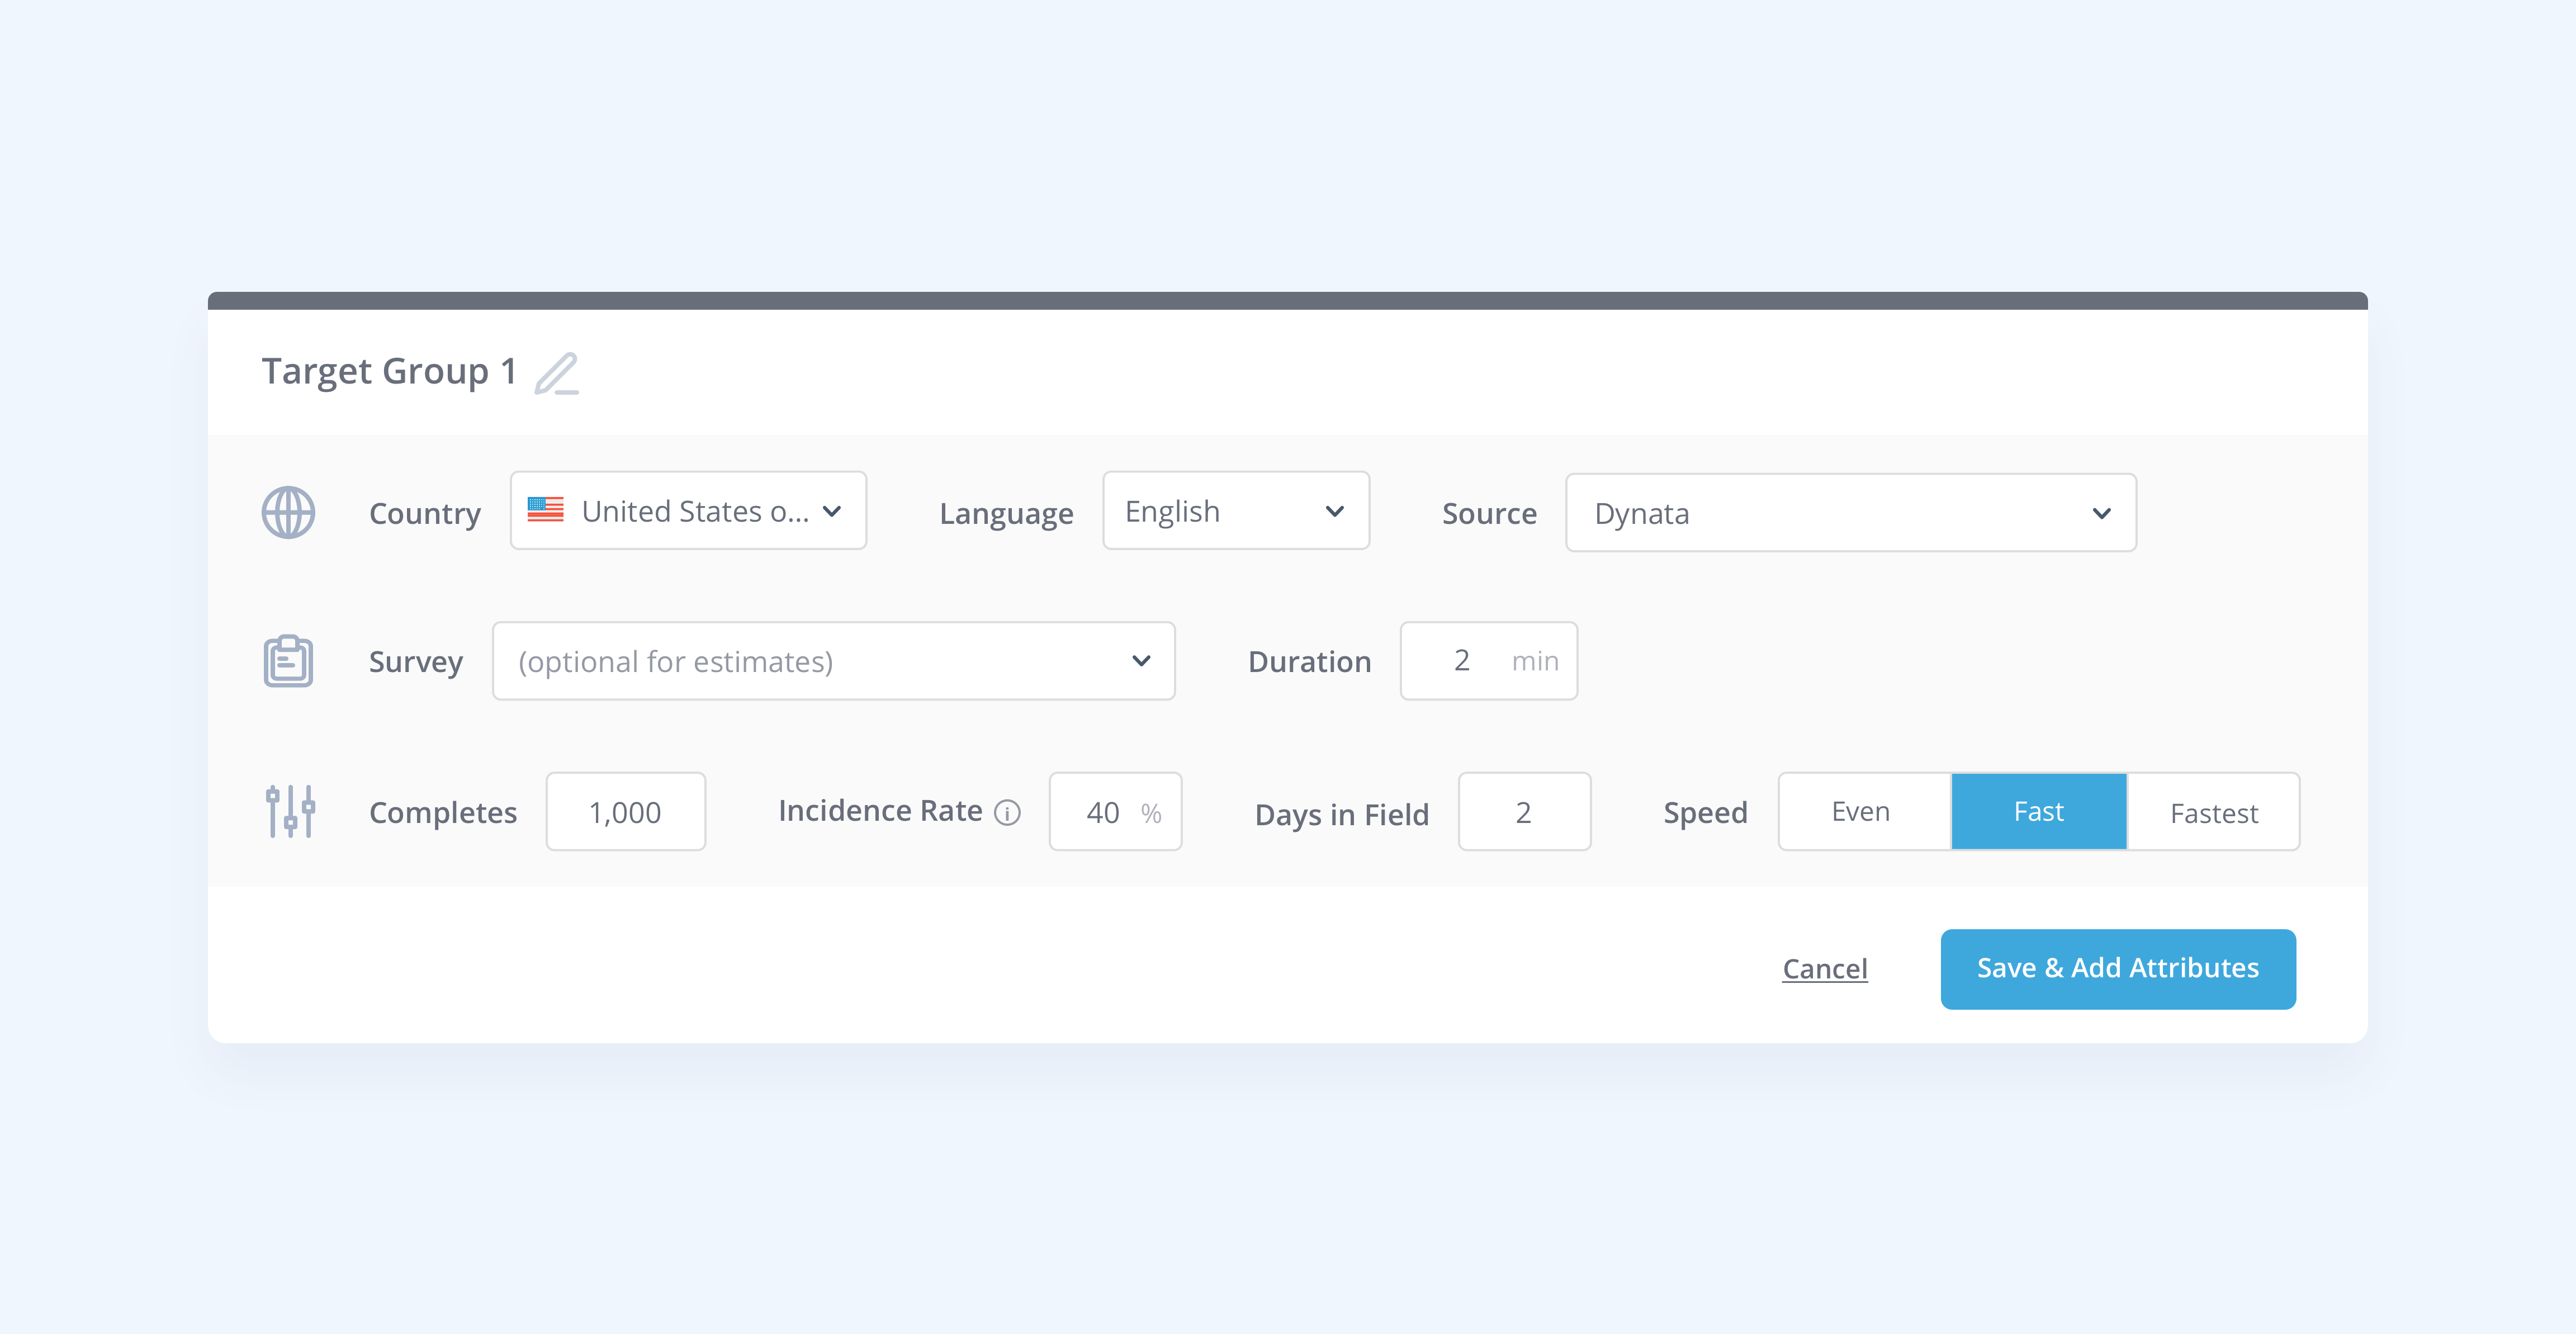 Target Group 1
Country United States o... Language English Source Dynata
Survey (optional for estimates) Duration 2 min
Completes 1,000 Incidence Rate i 40 % Days in Field 2 Speed Even Fast Fastest
Cancel Save & Add Attributes